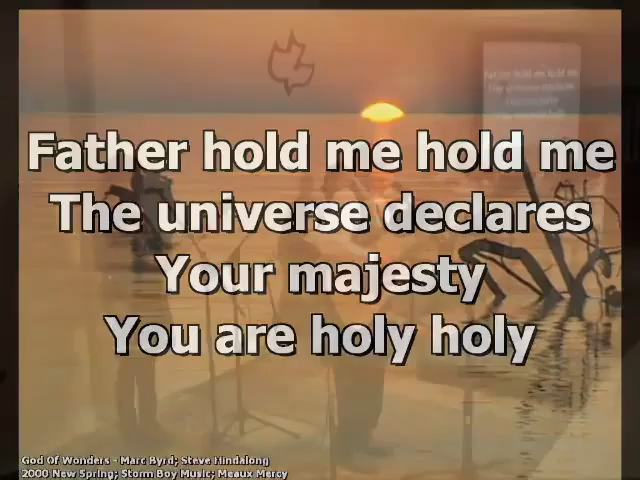 Father hold me hold me
The universe declares
Your majesty
You are holy holy
God Of Wonders - Marc Byrd; Steve Hindalong
2000 New Spring; Storm Boy Music; Meaux Mercy